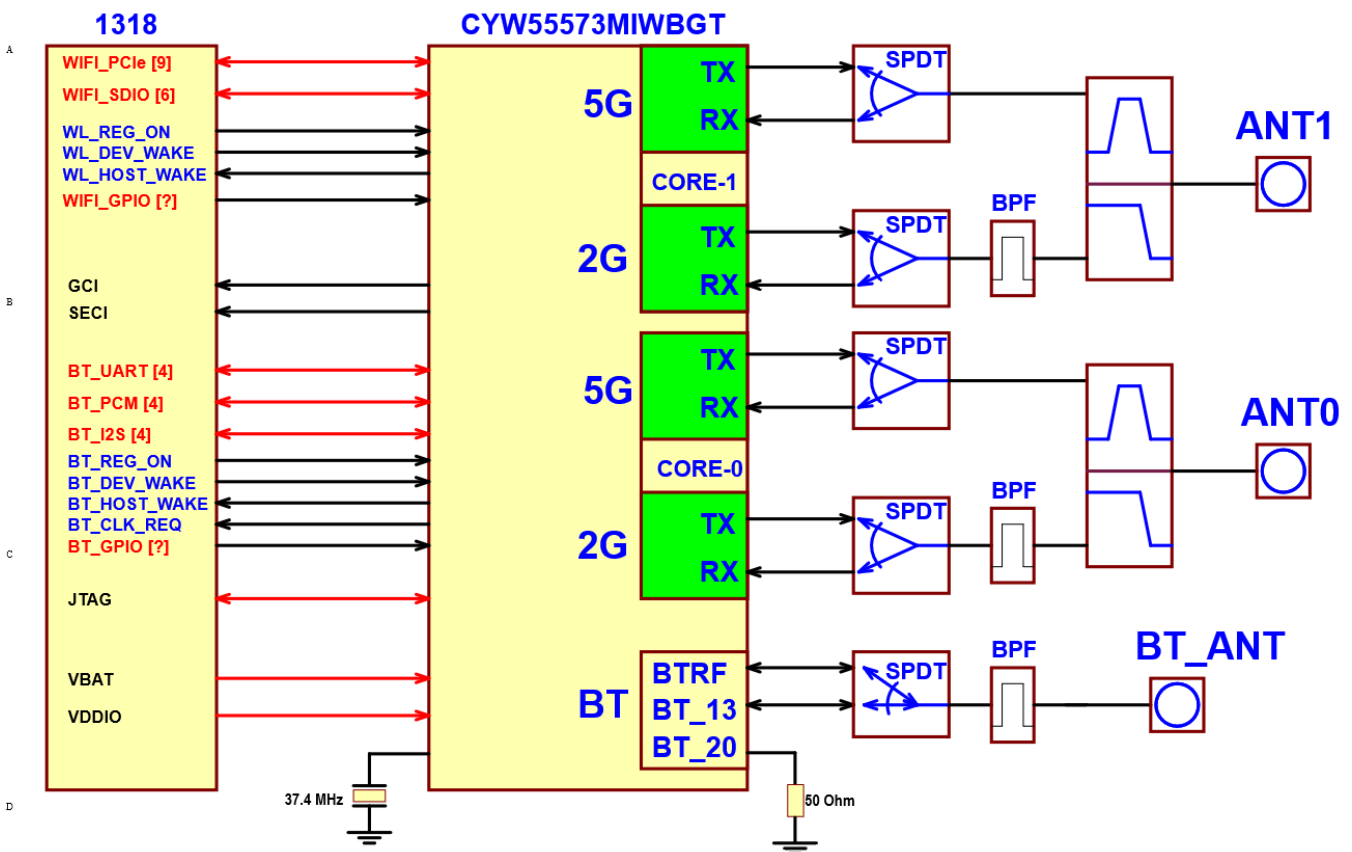 1318
CYW55573MIWBGT
A
WIFI_PCIe [9]
WIFI_SDIO [6]
WL_REG_ON
WL_DEV_WAKE
WL_HOST_WAKE
WIFI_GPIO [?]
B
GCI
SECI
BT_UART [4]
BT_PCM [4]
BT_I2S [4]
BT_REG_ON
BT_DEV_WAKE
BT_HOST_WAKE
BT_CLK_REQ
C
BT_GPIO [?]
JTAG
VBAT
VDDIO
D
37.4 MHz
5G
TX
RX
CORE-1
2G
TX
RX
5G
TX
RX
CORE-0
2G
TX
RX
BT
BTRF
BT_13
BT_20
50 Ohm
SPDT
SPDT
BPF
ANT1
SPDT
SPDT
BPF
ANT0
SPDT
BPF
BT_ANT